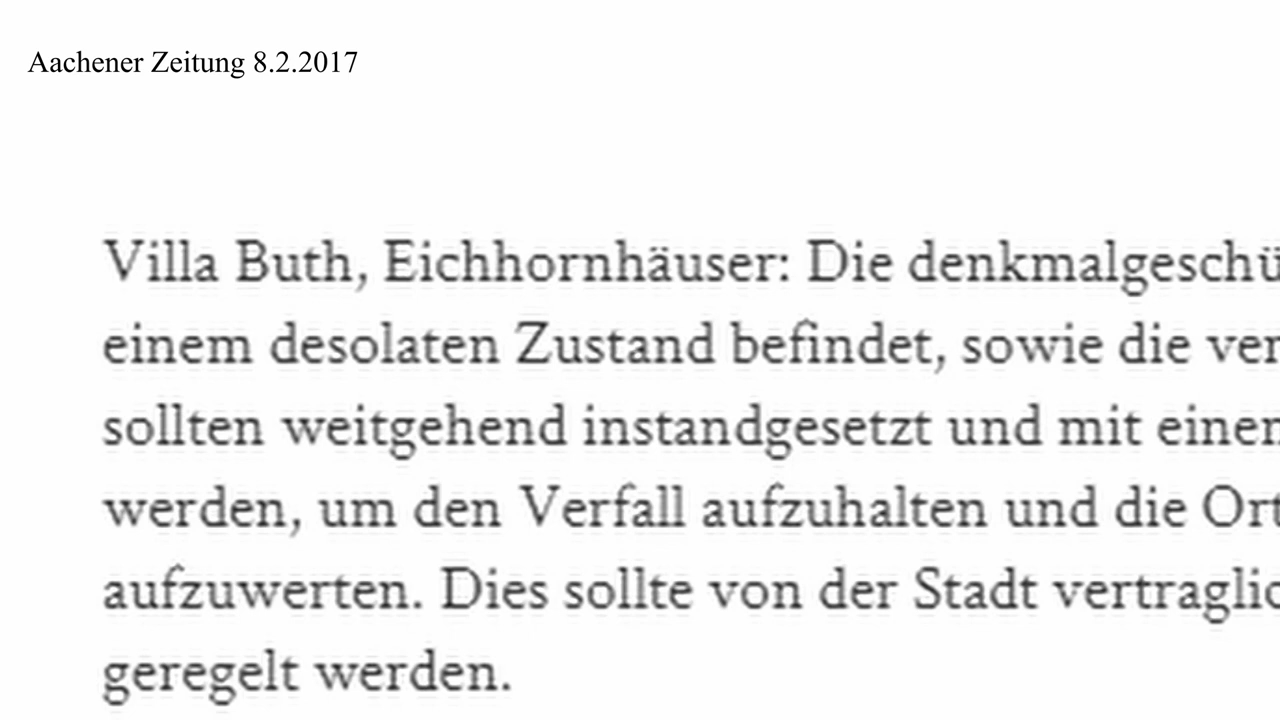 Aachener Zeitung 8.2.2017
Villa Buth, Eichhornhäuser: Die denkmalgeschü
einem desolaten Zustand befindet, sowie die ver
sollten weitgehend instandgesetzt und mit einen
werden, um den Verfall aufzuhalten und die Ort
aufzuwerten. Dies sollte von der Stadt vertraglic
geregelt werden.